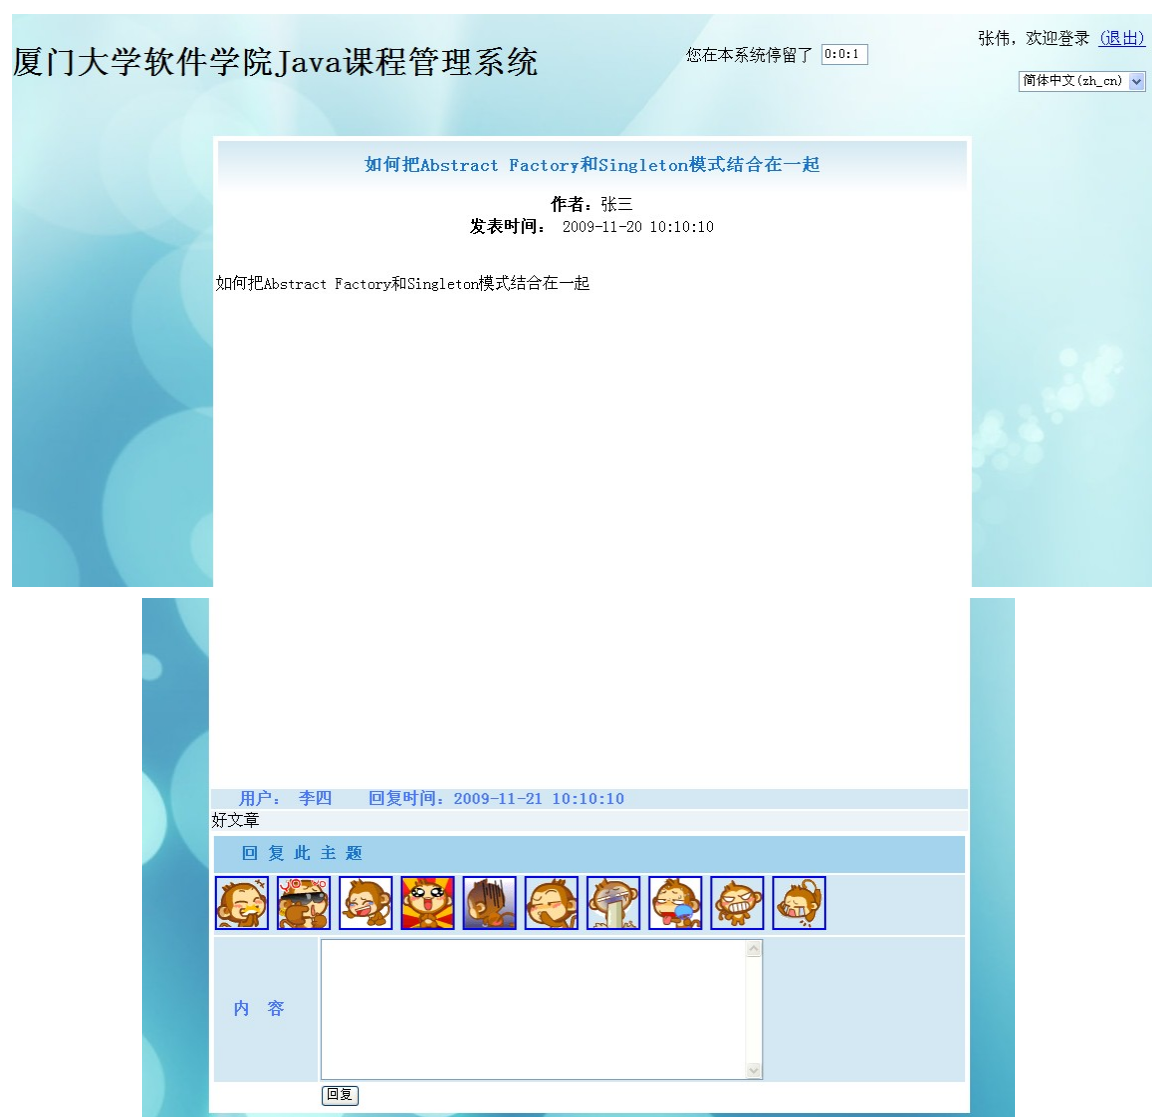 厦门大学软件学院Java课程管理系统
您在本系统停留了 0:0:1
张伟, 欢迎登录 (退出)
简体中文(zh_cn)
如何把Abstract Factory和Singleton模式结合在一起
作者: 张三
发表时间: 2009-11-20 10:10:10
如何把Abstract Factory和Singleton模式结合在一起
用户: 李四 回复时间: 2009-11-21 10:10:10
好文章
回 复 此 主 题
内 容
回复